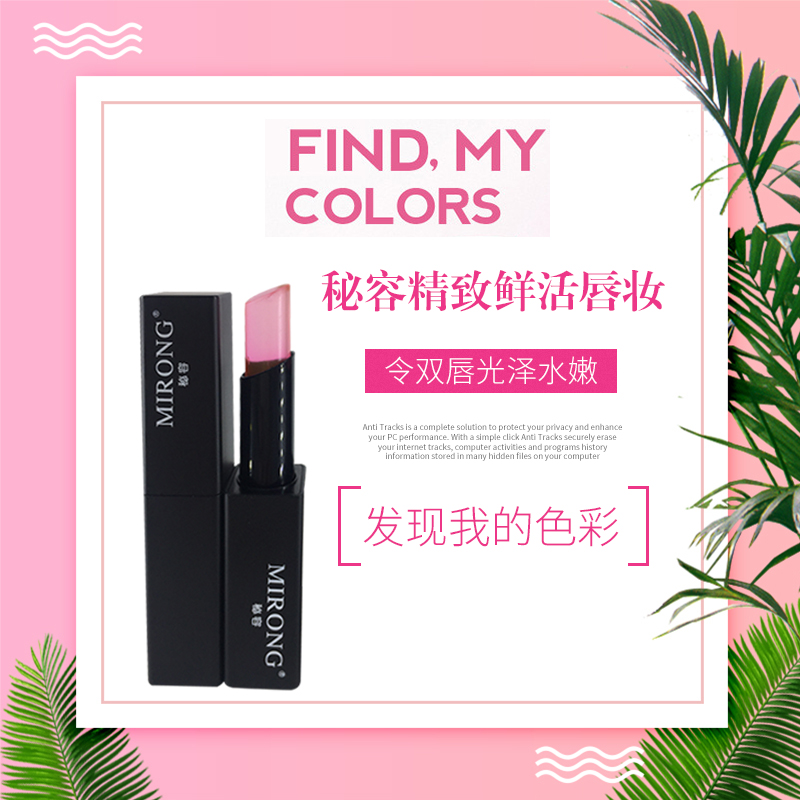 FIND, MY
COLORS
秘容精致鲜活唇妆
令双唇光泽水嫩
Anti Tracks is a complete solution to protect your privacy and enhance
your PC performance. With a simple click Anti Tracks securely erase
your internet tracks, computer activities and programs history
information stored in many hidden files on your computer
发现我的色彩
MIRONG®
秘容
MIRONG®
秘容